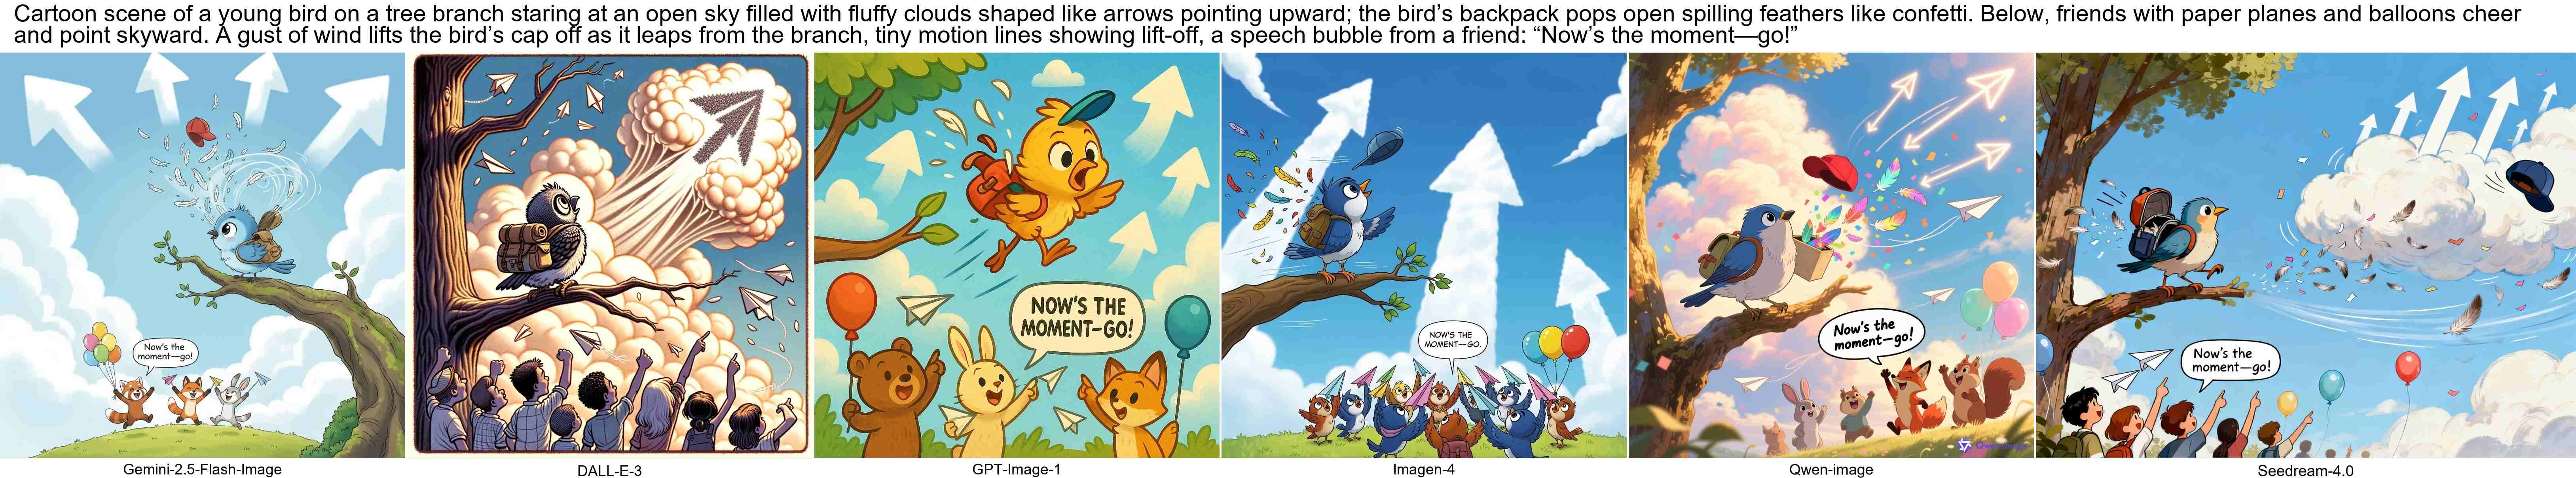 Cartoon scene of a young bird on a tree branch staring at an open sky filled with fluffy clouds shaped like arrows pointing upward; the bird’s backpack pops open spilling feathers like confetti. Below, friends with paper planes and balloons cheer
and point skyward. A gust of wind lifts the bird’s cap off as it leaps from the branch, tiny motion lines showing lift-off, a speech bubble from a friend: “Now’s the moment—go!”
Now's the
moment—go!
NOW'S THE
MOMENT–GO!
NOW'S THE
MOMENT—GO.
Now's the
moment—go!
Now's the
moment—go!
Gemini-2.5-Flash-Image
DALL-E-3
GPT-Image-1
Imagen-4
Qwen-image
Seedream-4.0